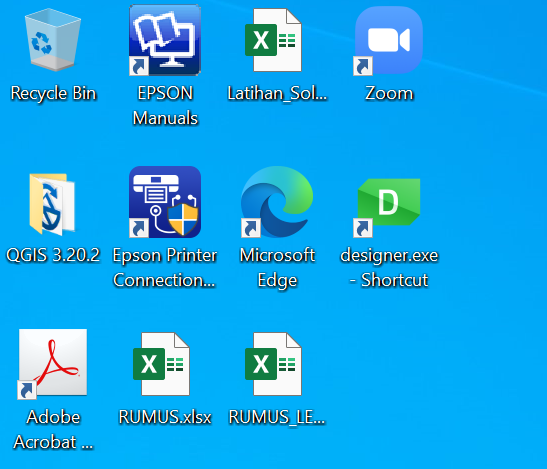 Recycle Bin
EPSON
Manuals
Latihan_Sol...
Zoom
QGIS 3.20.2
Epson Printer
Connection...
Microsoft
Edge
D
designer.exe
- Shortcut
Adobe
Acrobat ...
RUMUS.xlsx
RUMUS_LE...